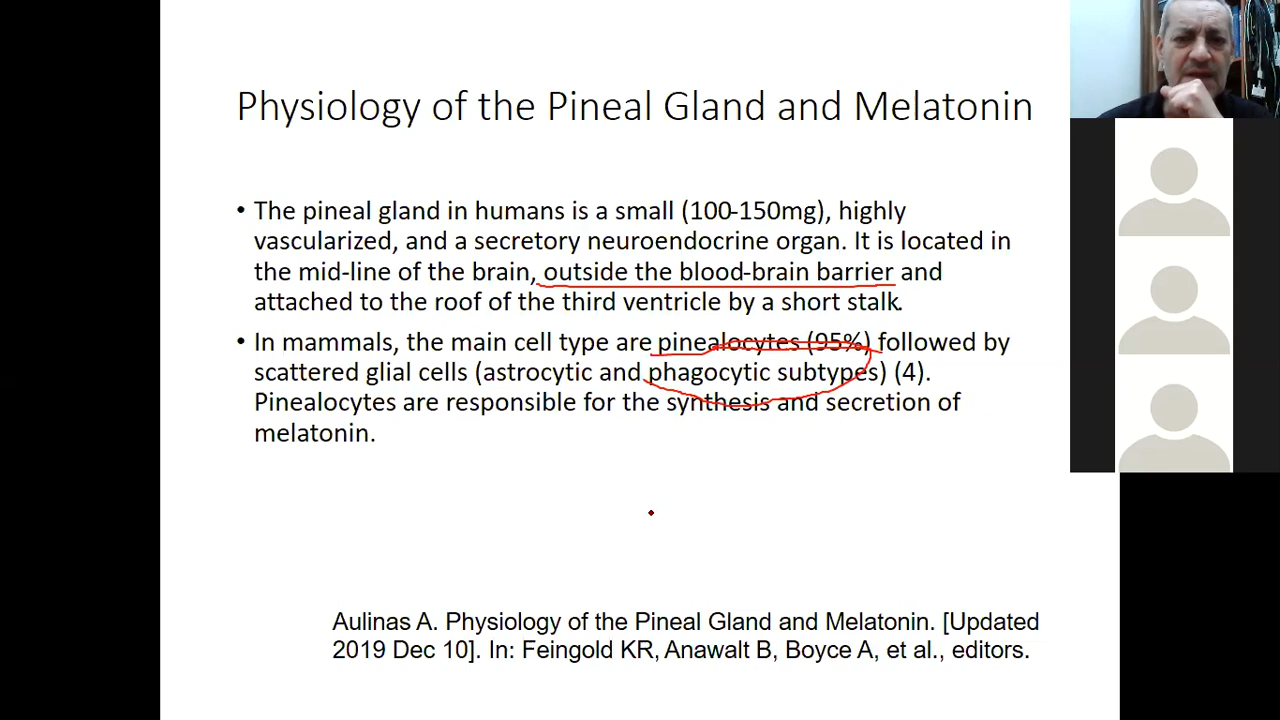 Physiology of the Pineal Gland and Melatonin
• The pineal gland in humans is a small (100-150mg), highly
vascularized, and a secretory neuroendocrine organ. It is located in
the mid-line of the brain, outside the blood-brain barrier and
attached to the roof of the third ventricle by a short stalk.
• In mammals, the main cell type are pinealocytes (95%) followed by
scattered glial cells (astrocytic and phagocytic subtypes) (4).
Pinealocytes are responsible for the synthesis and secretion of
melatonin.
Aulinas A. Physiology of the Pineal Gland and Melatonin. [Updated
2019 Dec 10]. In: Feingold KR, Anawalt B, Boyce A, et al., editors.